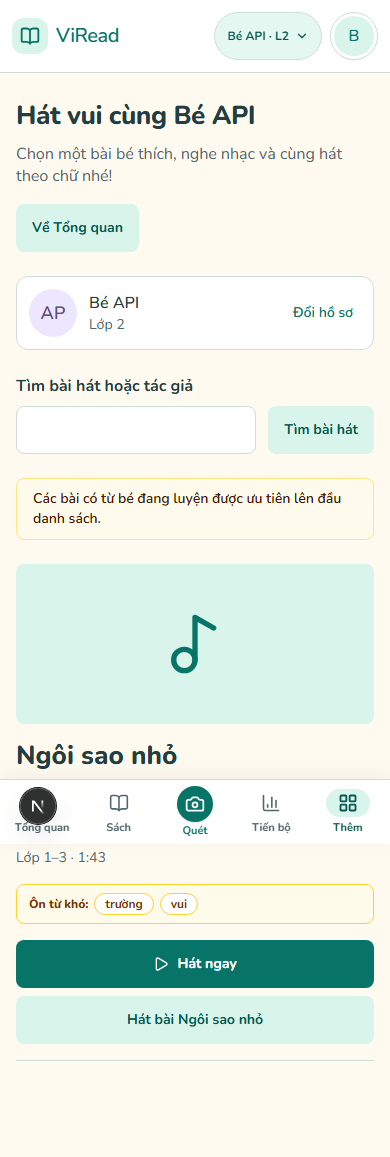 ViRead
Bé API · L2
B
Hát vui cùng Bé API
Chọn một bài bé thích, nghe nhạc và cùng hát
theo chữ nhé!
Về Tổng quan
AP
Bé API
Lớp 2
Đổi hồ sơ
Tìm bài hát hoặc tác giả
Tìm bài hát
Các bài có từ bé đang luyện được ưu tiên lên đầu
danh sách.
Ngôi sao nhỏ
N
Tổng quan
Sách
Quét
Tiến bộ
Thêm
Lớp 1–3 · 1:43
Ôn từ khó:
trường
vui
Hát ngay
Hát bài Ngôi sao nhỏ